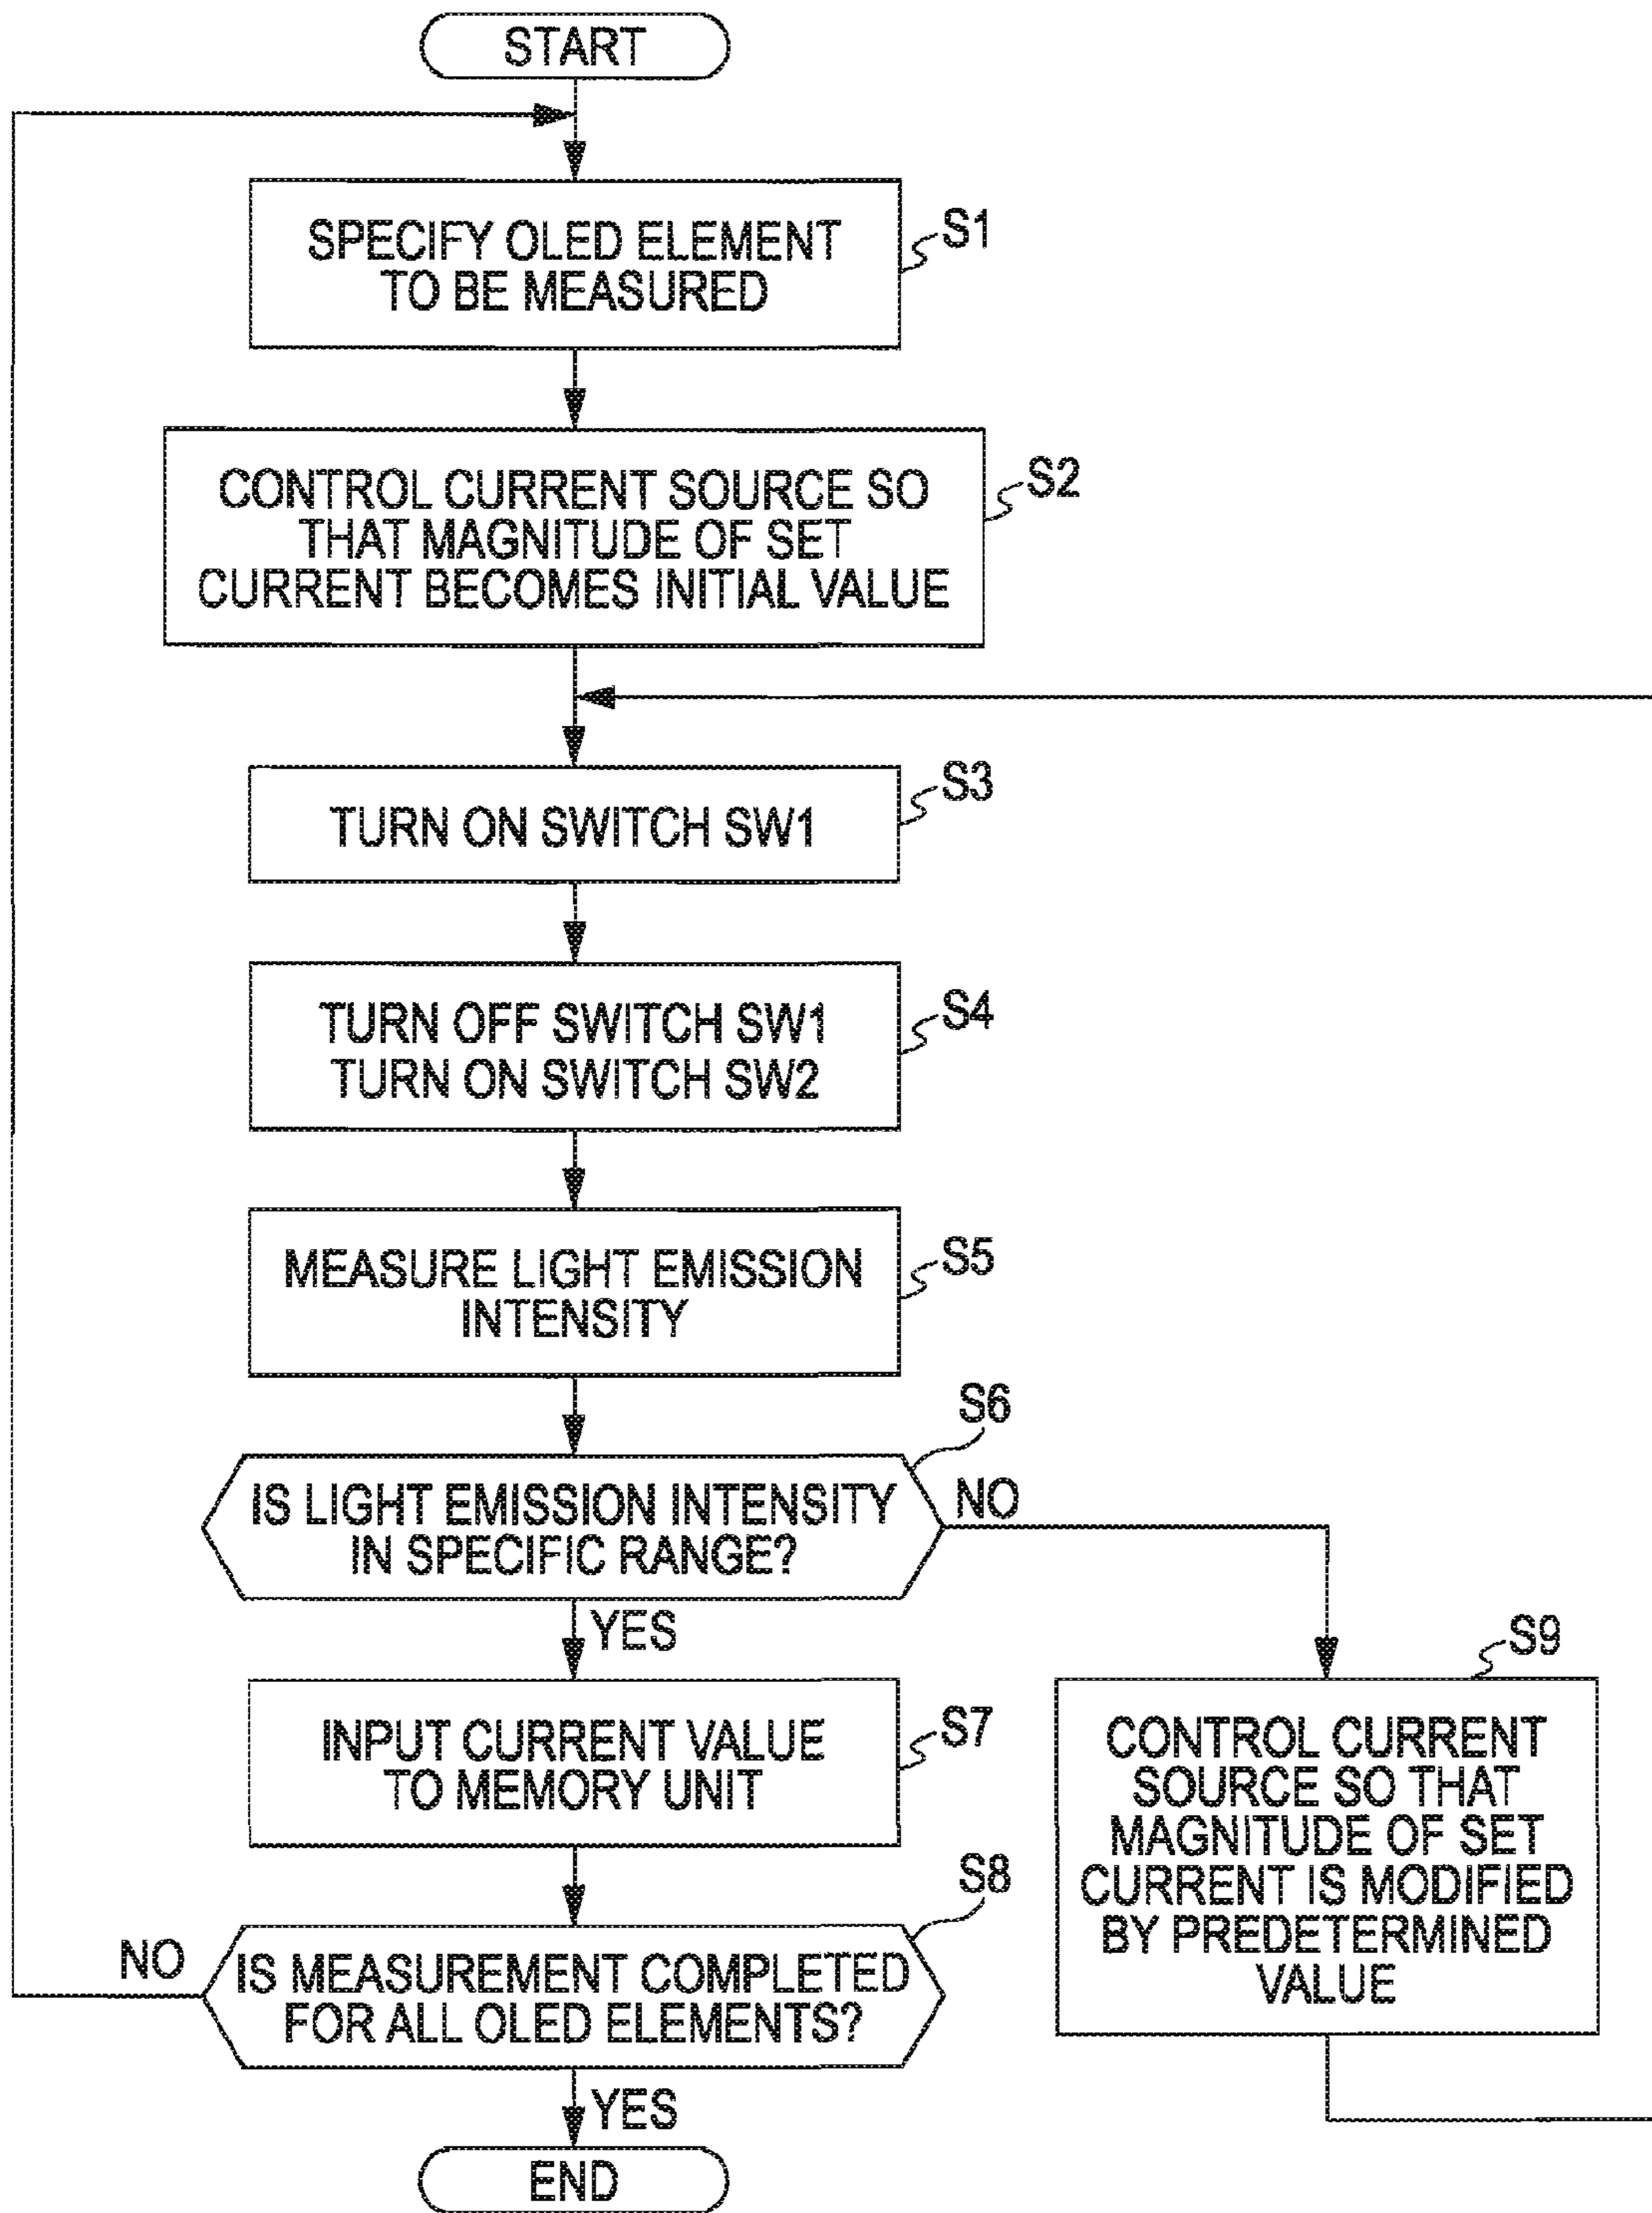 START
SPECIFY OLED ELEMENT
TO BE MEASURED
S1
CONTROL CURRENT SOURCE SO
THAT MAGNITUDE OF SET
CURRENT BECOMES INITIAL VALUE
S2
TURN ON SWITCH SW1
S3
TURN OFF SWITCH SW1
TURN ON SWITCH SW2
S4
MEASURE LIGHT EMISSION
INTENSITY
S5
S6
IS LIGHT EMISSION INTENSITY
IN SPECIFIC RANGE?
NO
YES
INPUT CURRENT VALUE
TO MEMORY UNIT
S7
S9
CONTROL CURRENT
SOURCE SO THAT
MAGNITUDE OF SET
CURRENT IS MODIFIED
BY PREDETERMINED
VALUE
S8
NO
IS MEASUREMENT COMPLETED
FOR ALL OLED ELEMENTS?
YES
END